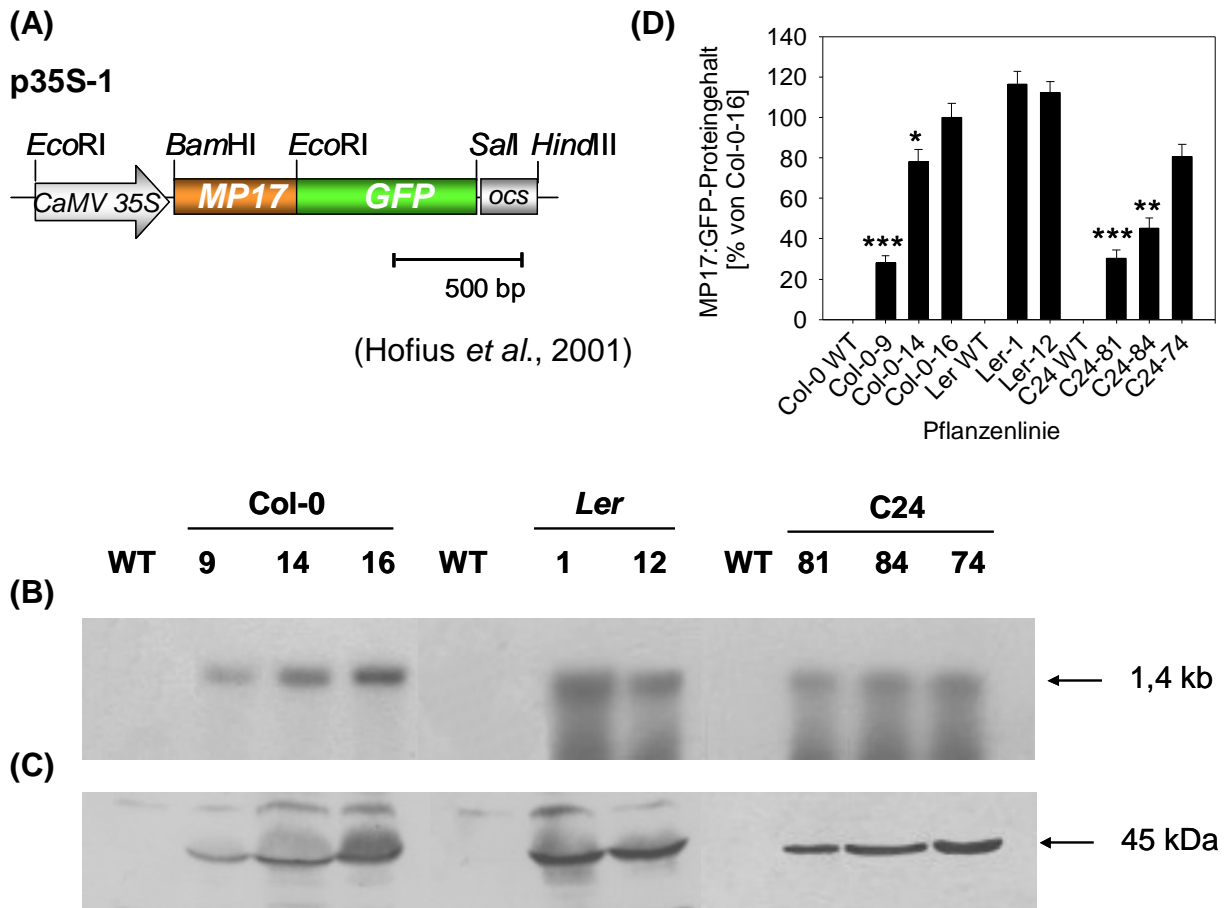 (A)
p35S-1
EcoRI BamHI EcoRI SalI HindIII
CaMV 35S MP17 GFP ocs
500 bp
(Hofius et al., 2001)
(D)
MP17:GFP-Proteingehalt
[% von Col-0-16]
140
120
100
80
60
40
20
0
*** * *** **
Col-0 WT
Col-0-9
Col-0-14
Col-0-16
Ler WT
Ler-1
Ler-12
C24 WT
C24-81
C24-84
C24-74
Pflanzenlinie
Col-0 Ler C24
WT 9 14 16 WT 1 12 WT 81 84 74
(B)
1,4 kb
(C)
45 kDa